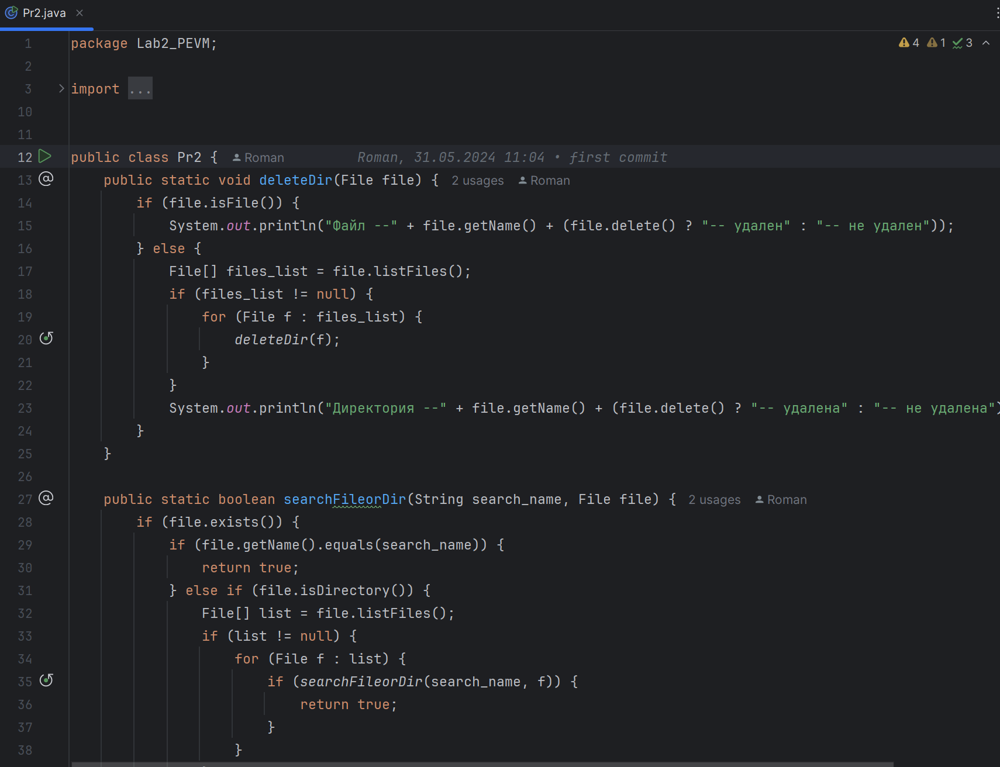 Pr2.java
4 1 3
1 package Lab2_PEVM;
2
3 import ...
10
11
12 public class Pr2 { Roman Roman, 31.05.2024 11:04 • first commit
13 public static void deleteDir(File file) { 2 usages Roman
14 if (file.isFile()) {
15 System.out.println("Файл --" + file.getName() + (file.delete() ? "-- удален" : "-- не удален"));
16 } else {
17 File[] files_list = file.listFiles();
18 if (files_list != null) {
19 for (File f : files_list) {
20 deleteDir(f);
21 }
22 }
23 System.out.println("Директория --" + file.getName() + (file.delete() ? "-- удалена" : "-- не удалена")
24 }
25 }
26
27 public static boolean searchFileorDir(String search_name, File file) { 2 usages Roman
28 if (file.exists()) {
29 if (file.getName().equals(search_name)) {
30 return true;
31 } else if (file.isDirectory()) {
32 File[] list = file.listFiles();
33 if (list != null) {
34 for (File f : list) {
35 if (searchFileorDir(search_name, f)) {
36 return true;
37 }
38 }